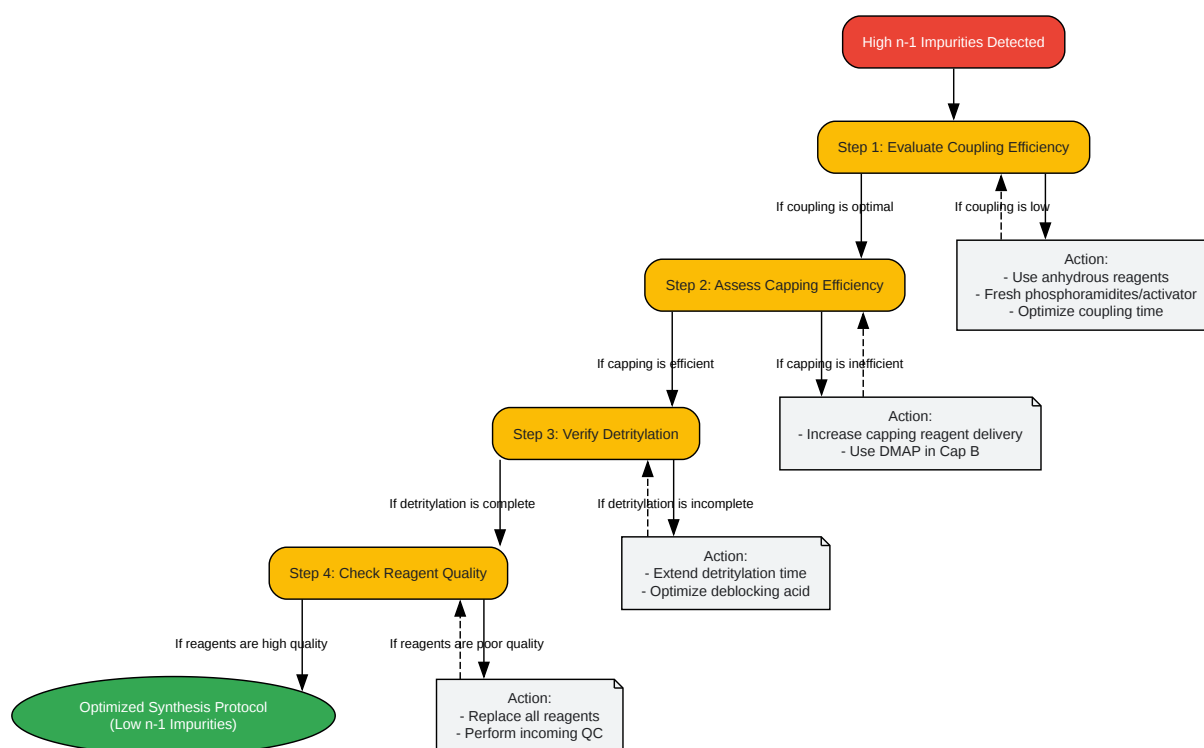 High n-1 Impurities Detected
Step 1: Evaluate Coupling Efficiency
If coupling is optimal
If coupling is low
Action:
- Use anhydrous reagents
- Fresh phosphoramidites/activator
- Optimize coupling time
Step 2: Assess Capping Efficiency
If capping is efficient
If capping is inefficient
Action:
- Increase capping reagent delivery
- Use DMAP in Cap B
Step 3: Verify Detritylation
If detritylation is complete
If detritylation is incomplete
Action:
- Extend detritylation time
- Optimize deblocking acid
Step 4: Check Reagent Quality
If reagents are high quality
If reagents are poor quality
Action:
- Replace all reagents
- Perform incoming QC
Optimized Synthesis Protocol
(Low n-1 Impurities)